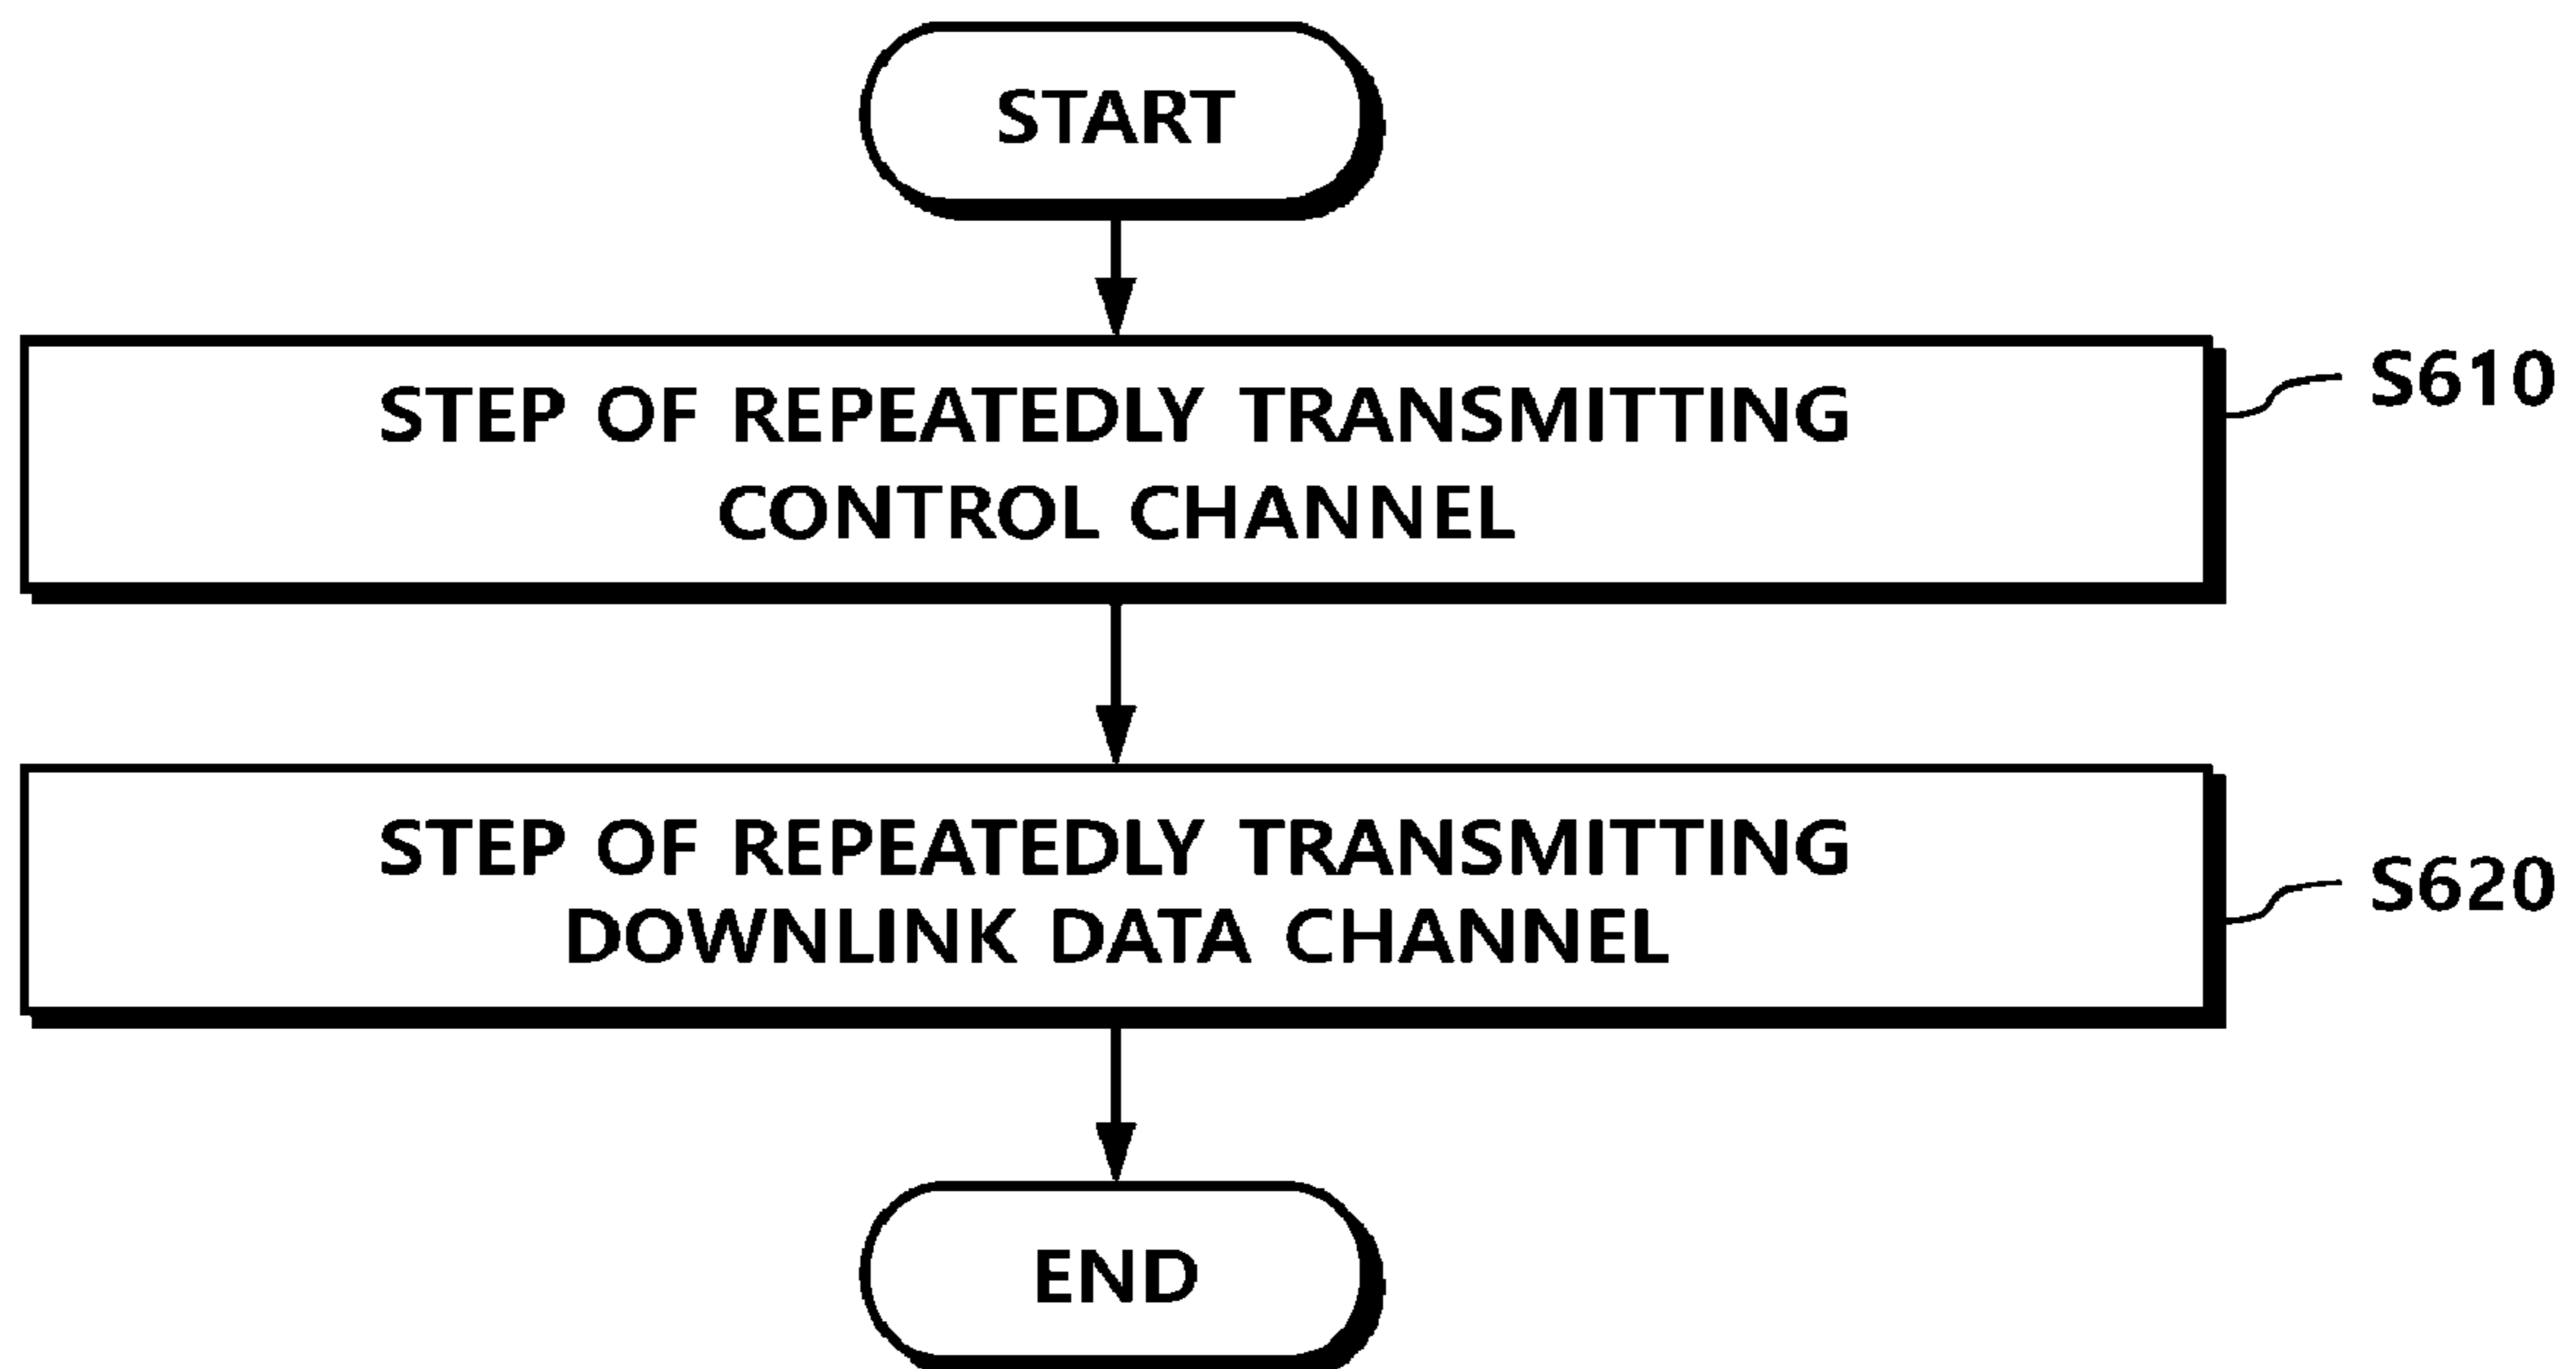 START
STEP OF REPEATEDLY TRANSMITTING
CONTROL CHANNEL
S610
STEP OF REPEATEDLY TRANSMITTING
DOWNLINK DATA CHANNEL
S620
END